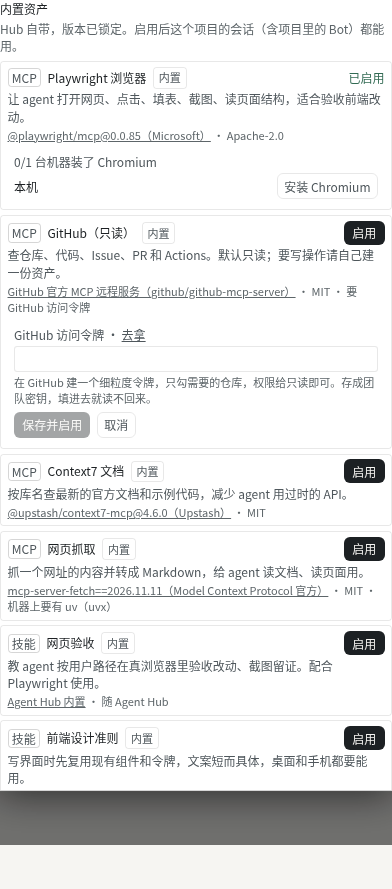 内置资产
Hub 自带，版本已锁定。启用后这个项目的会话（含项目里的 Bot）都能
用。
MCP Playwright 浏览器 内置 已启用
让 agent 打开网页、点击、填表、截图、读页面结构，适合验收前端改
动。
@playwright/mcp@0.0.85（Microsoft） · Apache-2.0
0/1 台机器装了 Chromium
本机 安装 Chromium
MCP GitHub（只读） 内置 启用
查仓库、代码、Issue、PR 和 Actions。默认只读；要写操作请自己建
一份资产。
GitHub 官方 MCP 远程服务（github/github-mcp-server） · MIT · 要
GitHub 访问令牌
GitHub 访问令牌 · 去拿
在 GitHub 建一个细粒度令牌，只勾需要的仓库，权限给只读即可。存成团
队密钥，填进去就读不回来。
保存并启用 取消
MCP Context7 文档 内置 启用
按库名查最新的官方文档和示例代码，减少 agent 用过时的 API。
@upstash/context7-mcp@4.6.0（Upstash） · MIT
MCP 网页抓取 内置 启用
抓一个网址的内容并转成 Markdown，给 agent 读文档、读页面用。
mcp-server-fetch==2026.11.11（Model Context Protocol 官方） · MIT ·
机器上要有 uv（uvx）
技能 网页验收 内置 启用
教 agent 按用户路径在真浏览器里验收改动、截图留证。配合
Playwright 使用。
Agent Hub 内置 · 随 Agent Hub
技能 前端设计准则 内置 启用
写界面时先复用现有组件和令牌，文案短而具体，桌面和手机都要能
用。